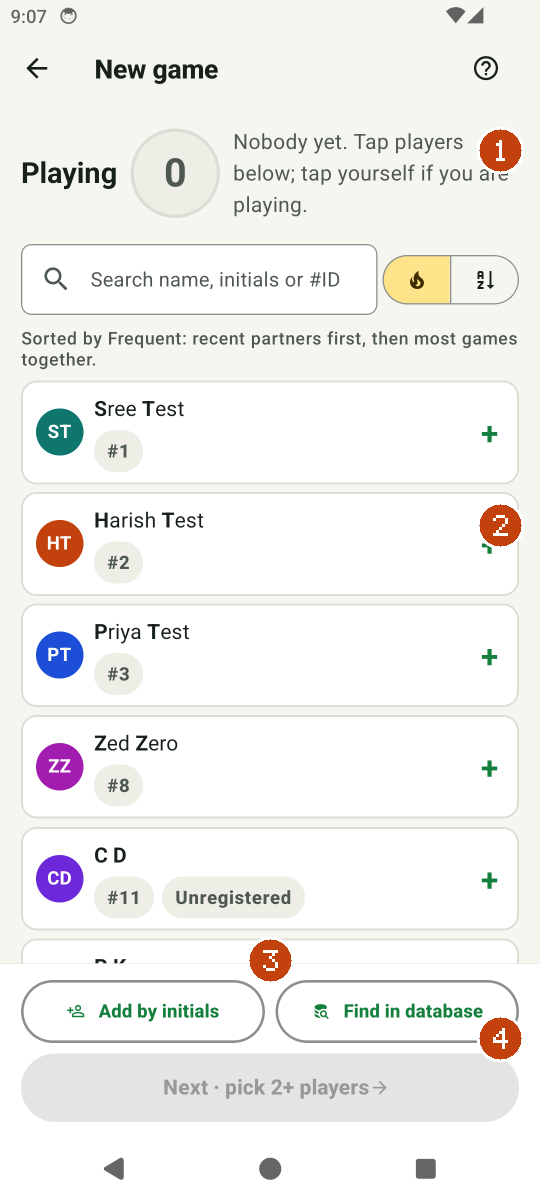 9:07
New game
Playing
0
Nobody yet. Tap players
below; tap yourself if you are
playing.
1
Search name, initials or #ID
A
Z
Sorted by Frequent: recent partners first, then most games
together.
ST
Sree Test
#1
+
HT
Harish Test
#2
2
PT
Priya Test
#3
+
ZZ
Zed Zero
#8
+
CD
C D
#11
Unregistered
+
3
Add by initials
Find in database
4
Next · pick 2+ players→